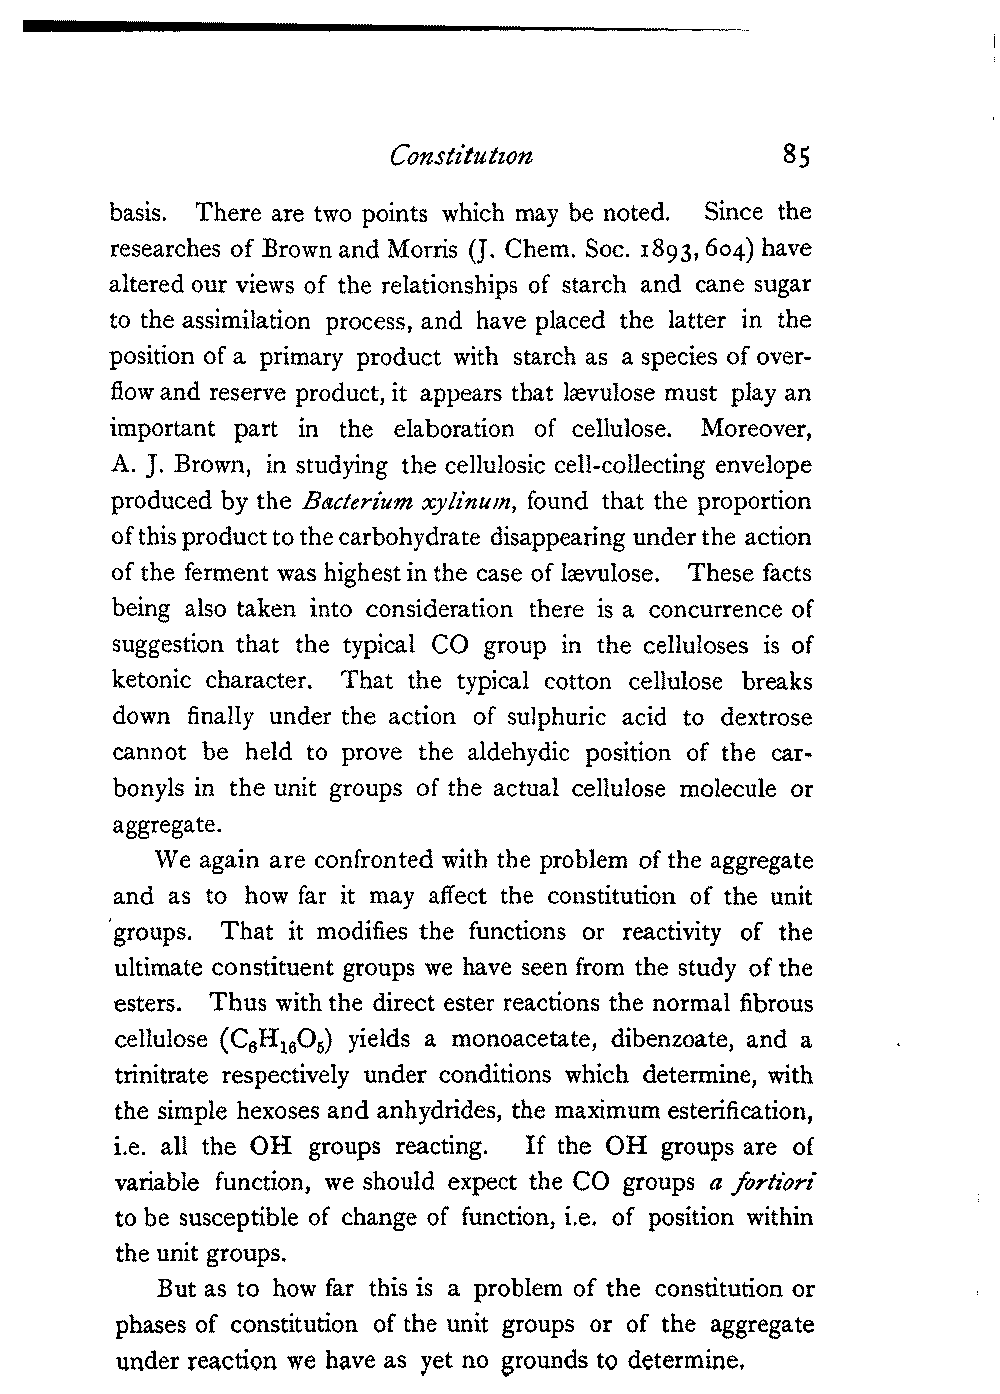 Constitution 85
basis. There are two points which may be noted. Since the
researches of Brown and Morris (J. Chem. Soc. 1893, 604) have
altered our views of the relationships of starch and cane sugar
to the assimilation process, and have placed the latter in the
position of a primary product with starch as a species of over-
flow and reserve product, it appears that lævulose must play an
important part in the elaboration of cellulose. Moreover,
A. J. Brown, in studying the cellulosic cell-collecting envelope
produced by the Bacterium xylinum, found that the proportion
of this product to the carbohydrate disappearing under the action
of the ferment was highest in the case of lævulose. These facts
being also taken into consideration there is a concurrence of
suggestion that the typical CO group in the celluloses is of
ketonic character. That the typical cotton cellulose breaks
down finally under the action of sulphuric acid to dextrose
cannot be held to prove the aldehydic position of the car-
bonyls in the unit groups of the actual cellulose molecule or
aggregate.
We again are confronted with the problem of the aggregate
and as to how far it may affect the constitution of the unit
groups. That it modifies the functions or reactivity of the
ultimate constituent groups we have seen from the study of the
esters. Thus with the direct ester reactions the normal fibrous
cellulose (C₆H₁₆O₅) yields a monoacetate, dibenzoate, and a
trinitrate respectively under conditions which determine, with
the simple hexoses and anhydrides, the maximum esterification,
i.e. all the OH groups reacting. If the OH groups are of
variable function, we should expect the CO groups a fortiori
to be susceptible of change of function, i.e. of position within
the unit groups.
But as to how far this is a problem of the constitution or
phases of constitution of the unit groups or of the aggregate
under reaction we have as yet no grounds to determine.